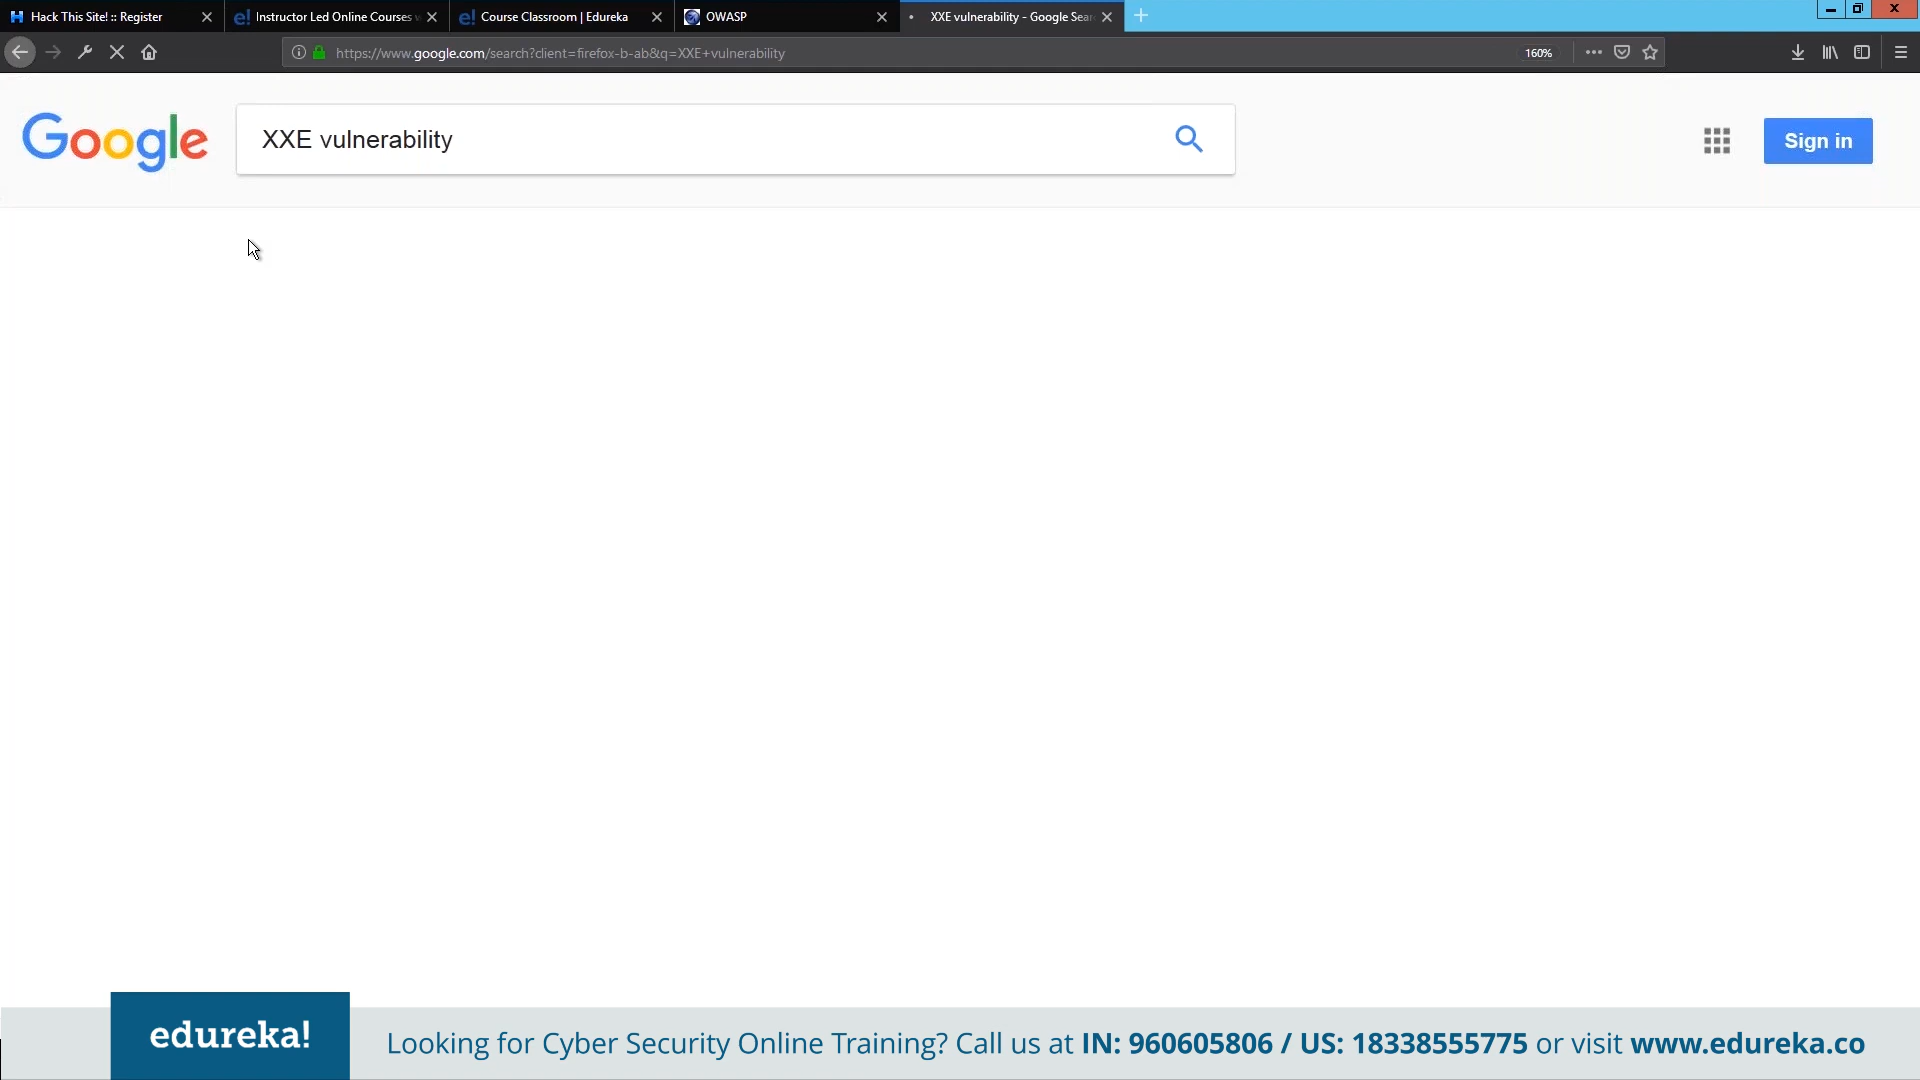 Hack This Site! :: Register
Instructor Led Online Courses
Course Classroom | Edureka
OWASP
XXE vulnerability - Google Sear
https://www.google.com/search?client=firefox-b-ab&q=XXE+vulnerability
160%
Google
XXE vulnerability
Sign in
edureka!
Looking for Cyber Security Online Training? Call us at IN: 960605806 / US: 18338555775 or visit www.edureka.co